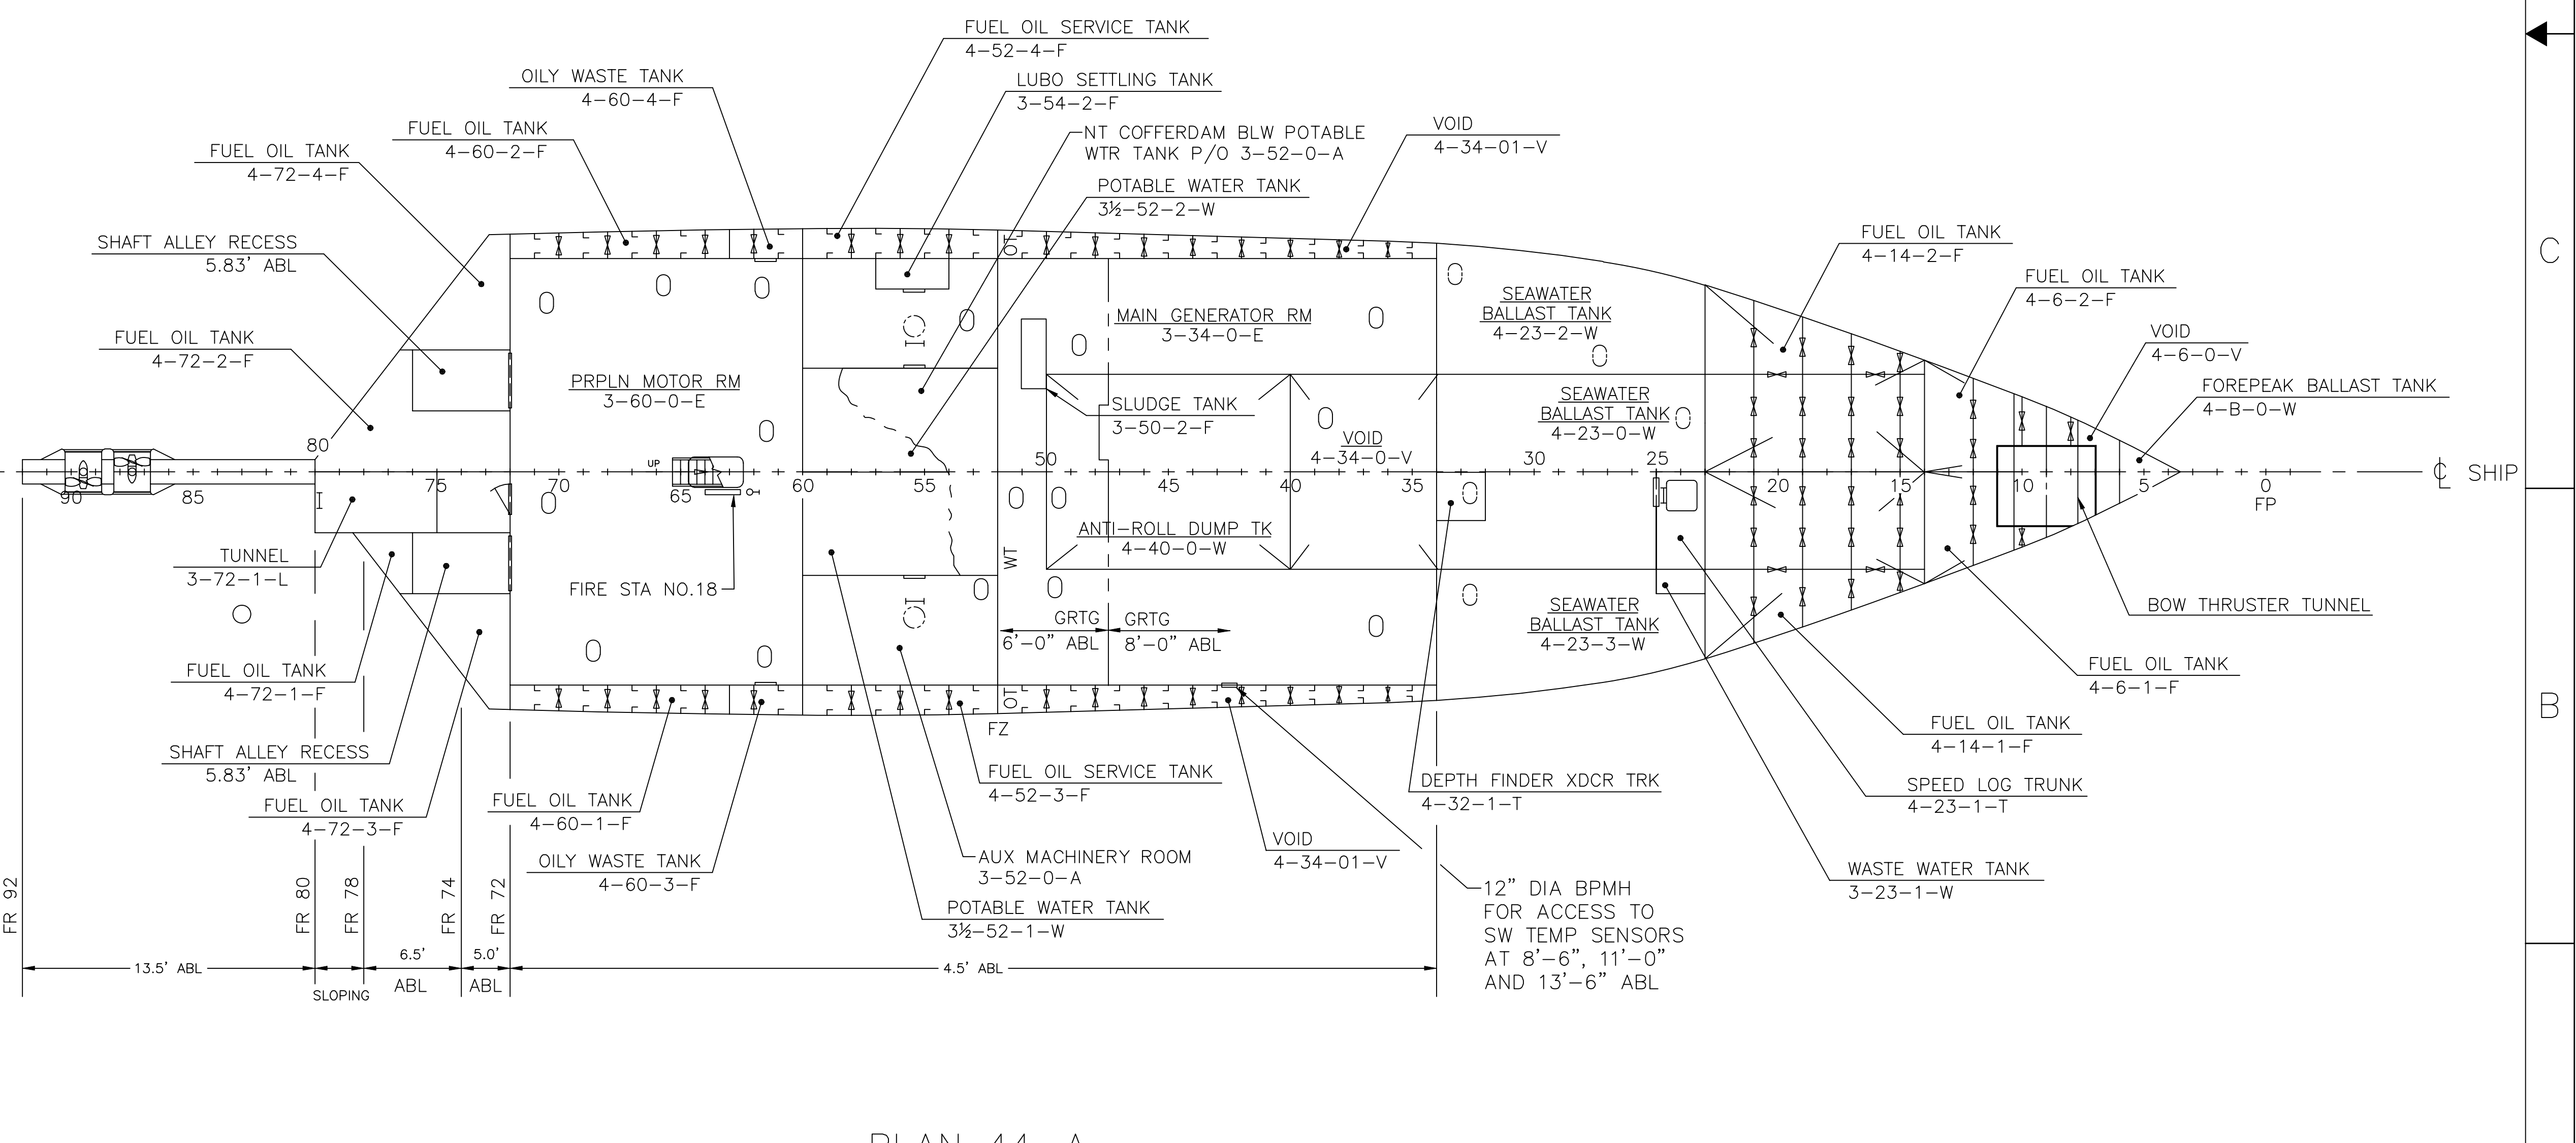 FUEL OIL SERVICE TANK
4-52-4-F
OILY WASTE TANK
4-60-4-F
LUBO SETTLING TANK
3-54-2-F
FUEL OIL TANK
4-60-2-F
NT COFFERDAM BLW POTABLE
WTR TANK P/O 3-52-0-A
VOID
4-34-01-V
FUEL OIL TANK
4-72-4-F
POTABLE WATER TANK
3½-52-2-W
SHAFT ALLEY RECESS
5.83' ABL
FUEL OIL TANK
4-14-2-F
C
FUEL OIL TANK
4-6-2-F
OT
FUEL OIL TANK
4-72-2-F
VOID
4-6-0-V
MAIN GENERATOR RM
3-34-0-E
SEAWATER
BALLAST TANK
4-23-2-W
PRPLN MOTOR RM
3-60-0-E
FOREPEAK BALLAST TANK
4-B-0-W
SLUDGE TANK
3-50-2-F
SEAWATER
BALLAST TANK
4-23-0-W
VOID
4-34-0-V
80
UP
50
30
25
SHIP
90
85
75
70
65
60
55
45
40
35
20
15
10
5
0
FP
I
ANTI-ROLL DUMP TK
4-40-0-W
WT
TUNNEL
3-72-1-L
FIRE STA NO.18
GRTG
6'-0" ABL
GRTG
8'-0" ABL
SEAWATER
BALLAST TANK
4-23-3-W
BOW THRUSTER TUNNEL
FUEL OIL TANK
4-72-1-F
FUEL OIL TANK
4-6-1-F
OT
FZ
B
FUEL OIL TANK
4-14-1-F
SHAFT ALLEY RECESS
5.83' ABL
FUEL OIL SERVICE TANK
4-52-3-F
DEPTH FINDER XDCR TRK
4-32-1-T
SPEED LOG TRUNK
4-23-1-T
FUEL OIL TANK
4-72-3-F
FUEL OIL TANK
4-60-1-F
VOID
4-34-01-V
OILY WASTE TANK
4-60-3-F
AUX MACHINERY ROOM
3-52-0-A
WASTE WATER TANK
3-23-1-W
POTABLE WATER TANK
3½-52-1-W
12" DIA BPMH
FOR ACCESS TO
SW TEMP SENSORS
AT 8'-6", 11'-0"
AND 13'-6" ABL
FR 92
FR 80
FR 78
FR 74
FR 72
13.5' ABL
SLOPING
6.5'
ABL
5.0'
ABL
4.5' ABL
PLAN 44-A